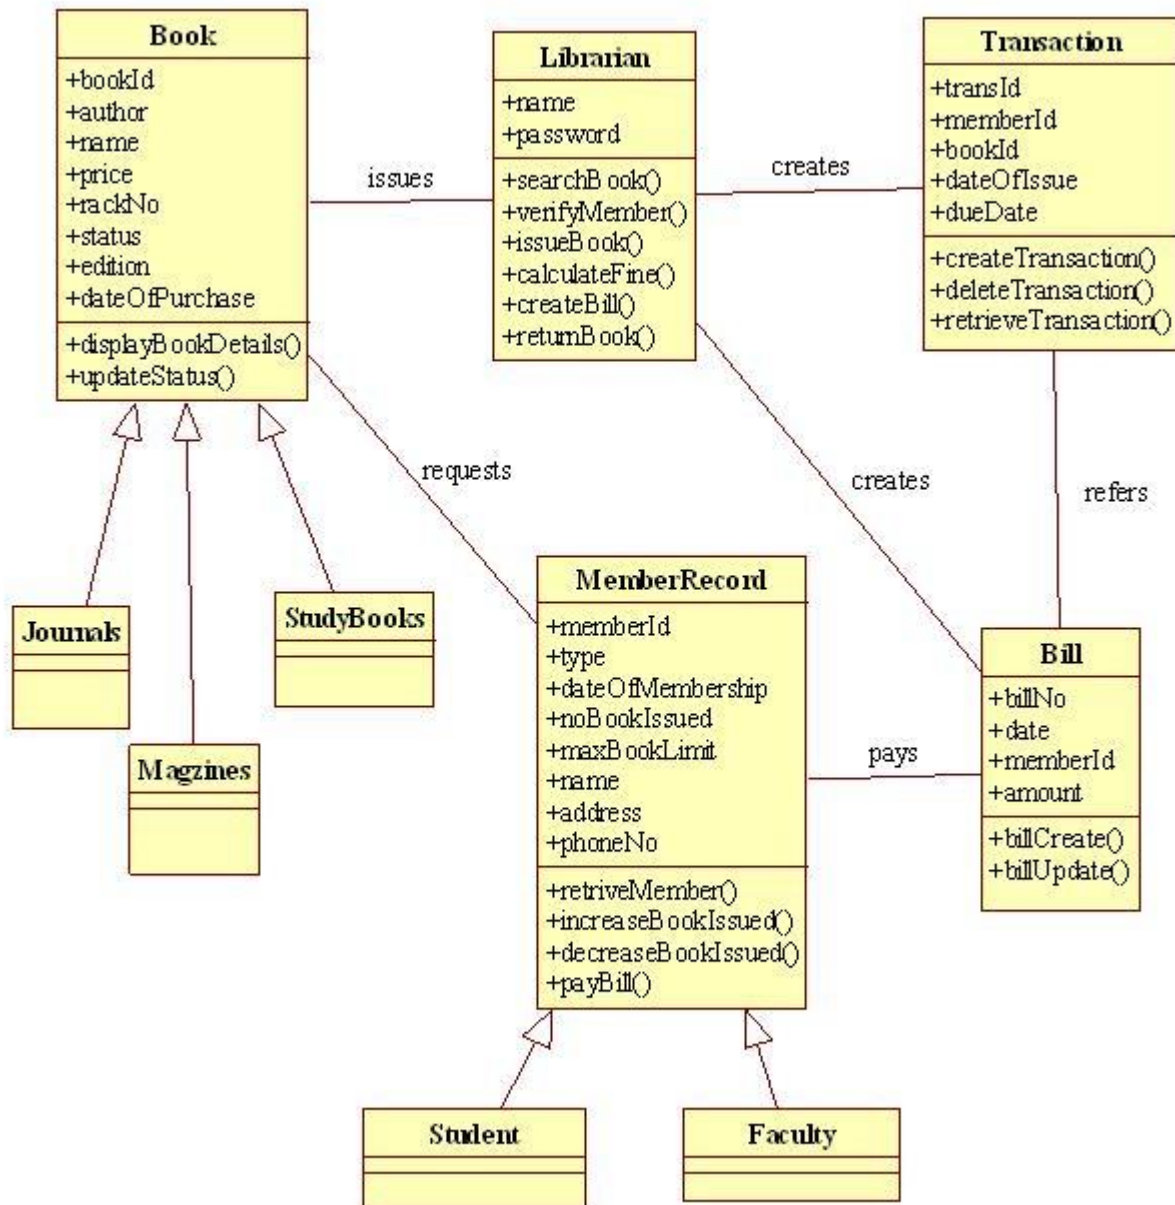 Book
+bookId
+author
+name
+price
+rackNo
+status
+edition
+dateOfPurchase
+displayBookDetails()
+updateStatus()
issues
Librarian
+name
+password
+searchBook()
+verifyMember()
+issueBook()
+calculateFine()
+createBill()
+returnBook()
creates
Transaction
+transId
+memberId
+bookId
+dateOfIssue
+dueDate
+createTransaction()
+deleteTransaction()
+retrieveTransaction()
requests
creates
refers
Journals
Magzines
StudyBooks
MemberRecord
+memberId
+type
+dateOfMembership
+noBookIssued
+maxBookLimit
+name
+address
+phoneNo
+retriveMember()
+increaseBookIssued()
+decreaseBookIssued()
+payBill()
pays
Bill
+billNo
+date
+memberId
+amount
+billCreate()
+billUpdate()
Student
Faculty